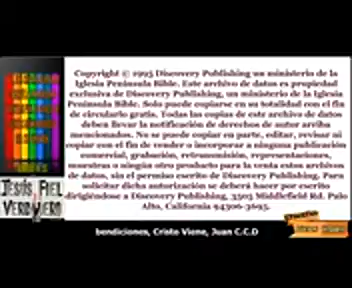 Copyright © 1995 Discovery Publishing un ministerio de la
Iglesia Peninsula Bible. Este archivo de datos es propiedad
exclusiva de Discovery Publishing, un ministerio de la Iglesia
Peninsula Bible. Solo puede copiarse en su totalidad con el fin
de circularlo gratis. Todas las copias de este archivo de datos
deben llevar la notificación de derechos de autor arriba
mencionados. No se puede copiar en parte, editar, revisar ni
copiar con el fin de vender o incorporar a ninguna publicación
comercial, grabación, retransmisión, representaciones,
muestras o ningún otro producto para la venta estos archivos
de datos, sin el permiso escrito de Discovery Publishing. Para
solicitar dicha autorización se deberá hacer por escrito
dirigiéndose a Discovery Publishing, 3505 Middlefield Rd. Palo
Alto, California 94306-3695.
JESÚS FIEL
VERDADERO
bendiciones, Cristo Viene, Juan C.C.D